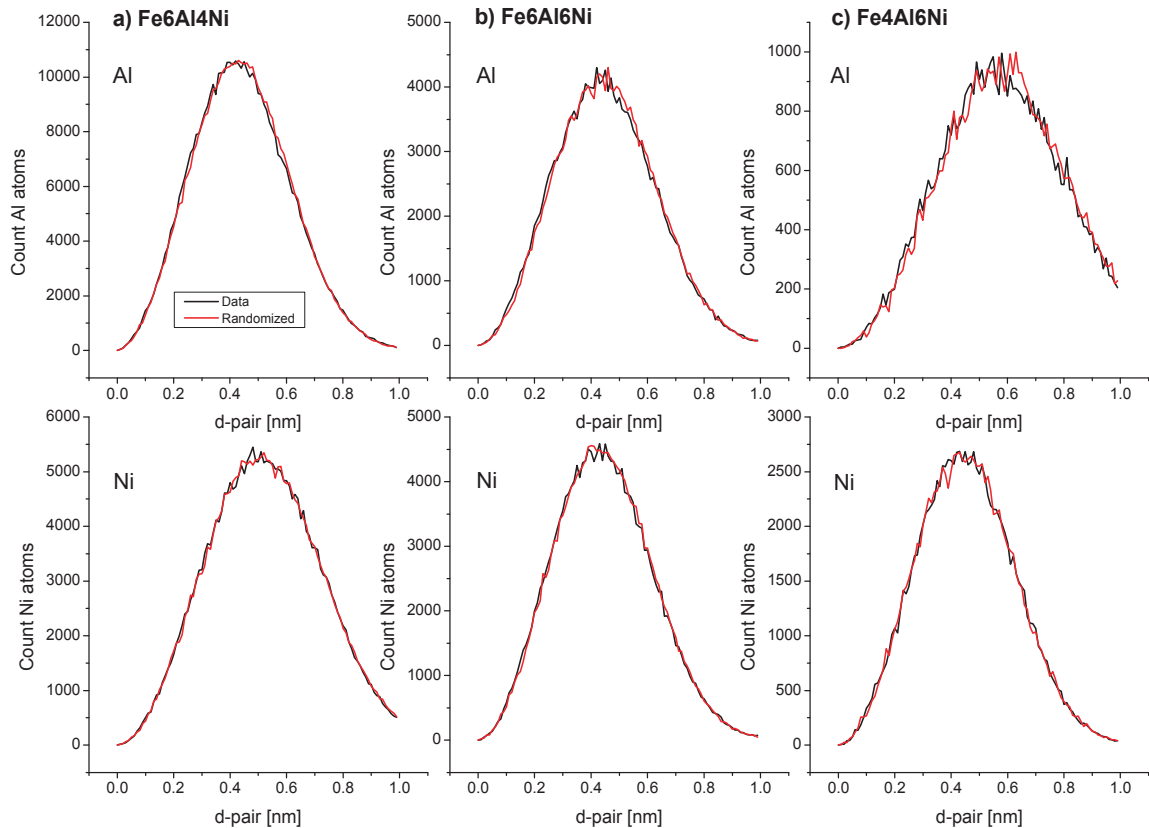 a) Fe6Al4Ni
b) Fe6Al6Ni
c) Fe4Al6Ni
12000
10000
8000
6000
4000
2000
0
Count Al atoms
Al
Data
Randomized
0.0 0.2 0.4 0.6 0.8 1.0
d-pair [nm]
5000
4000
3000
2000
1000
0
Count Al atoms
Al
0.0 0.2 0.4 0.6 0.8 1.0
d-pair [nm]
1000
800
600
400
200
0
Count Al atoms
Al
0.0 0.2 0.4 0.6 0.8 1.0
d-pair [nm]
6000
5000
4000
3000
2000
1000
0
Count Ni atoms
Ni
0.0 0.2 0.4 0.6 0.8 1.0
d-pair [nm]
5000
4000
3000
2000
1000
0
Count Ni atoms
Ni
0.0 0.2 0.4 0.6 0.8 1.0
d-pair [nm]
3000
2500
2000
1500
1000
500
0
Count Ni atoms
Ni
0.0 0.2 0.4 0.6 0.8 1.0
d-pair [nm]